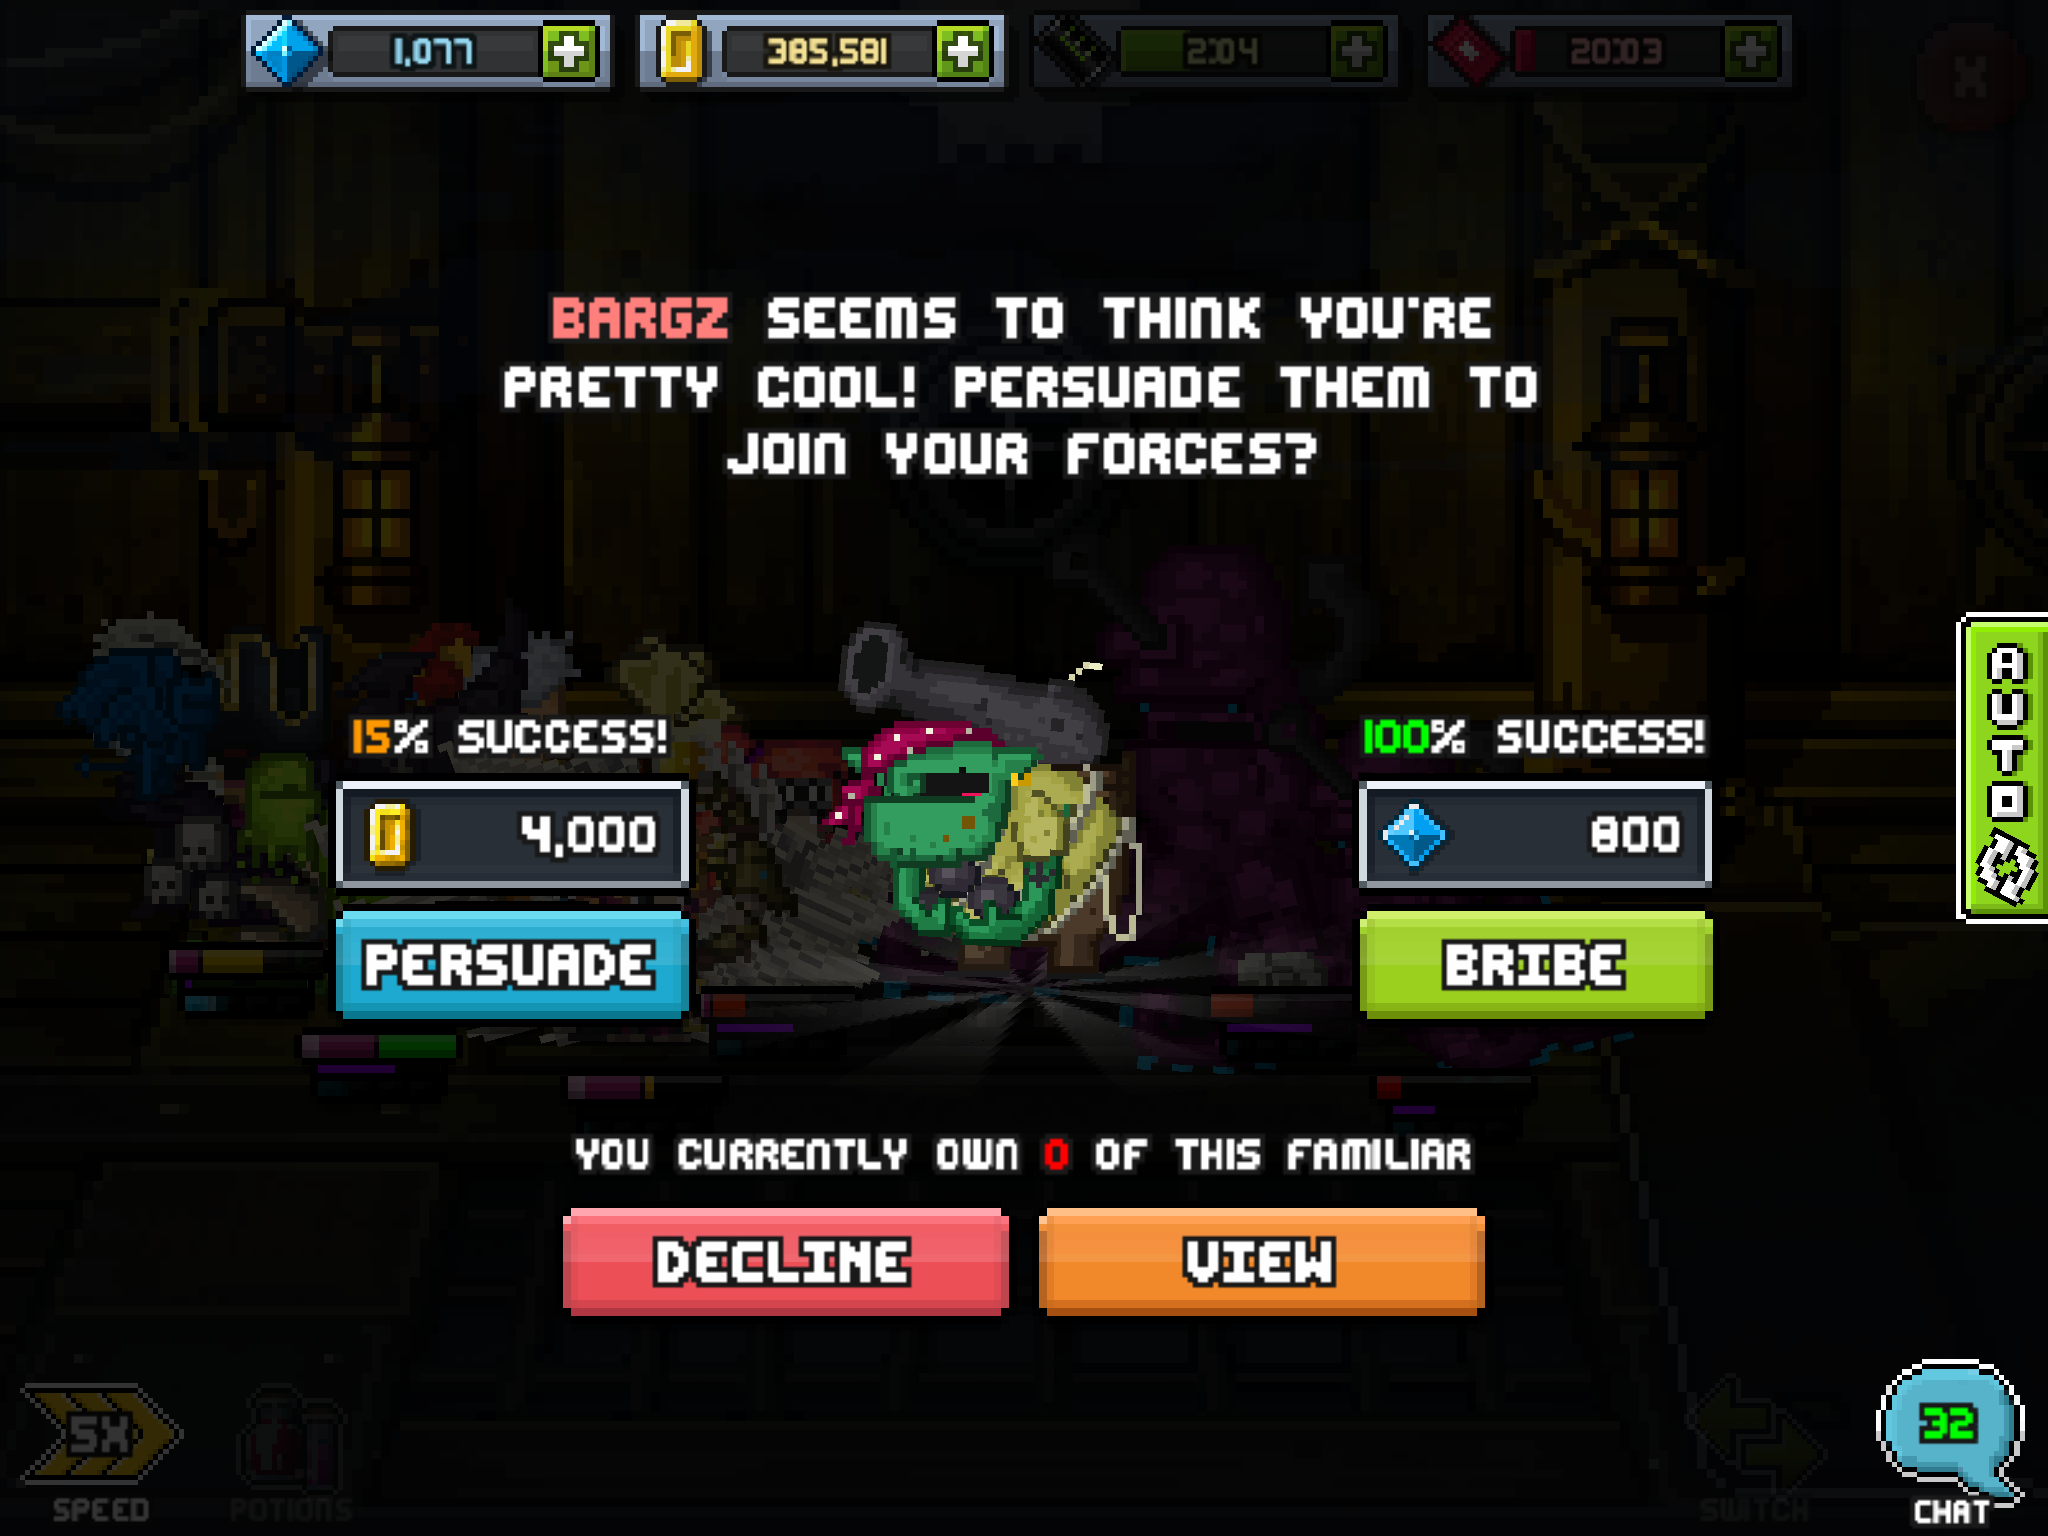 1,077
385,581
2:04
20:03
X
BARGZ SEEMS TO THINK YOU'RE
PRETTY COOL! PERSUADE THEM TO
JOIN YOUR FORCES?
15% SUCCESS!
4,000
PERSUADE
100% SUCCESS!
800
BRIBE
AUTO
YOU CURRENTLY OWN 0 OF THIS FAMILIAR
DECLINE
VIEW
5X
SPEED
POTIONS
SWITCH
32
CHAT